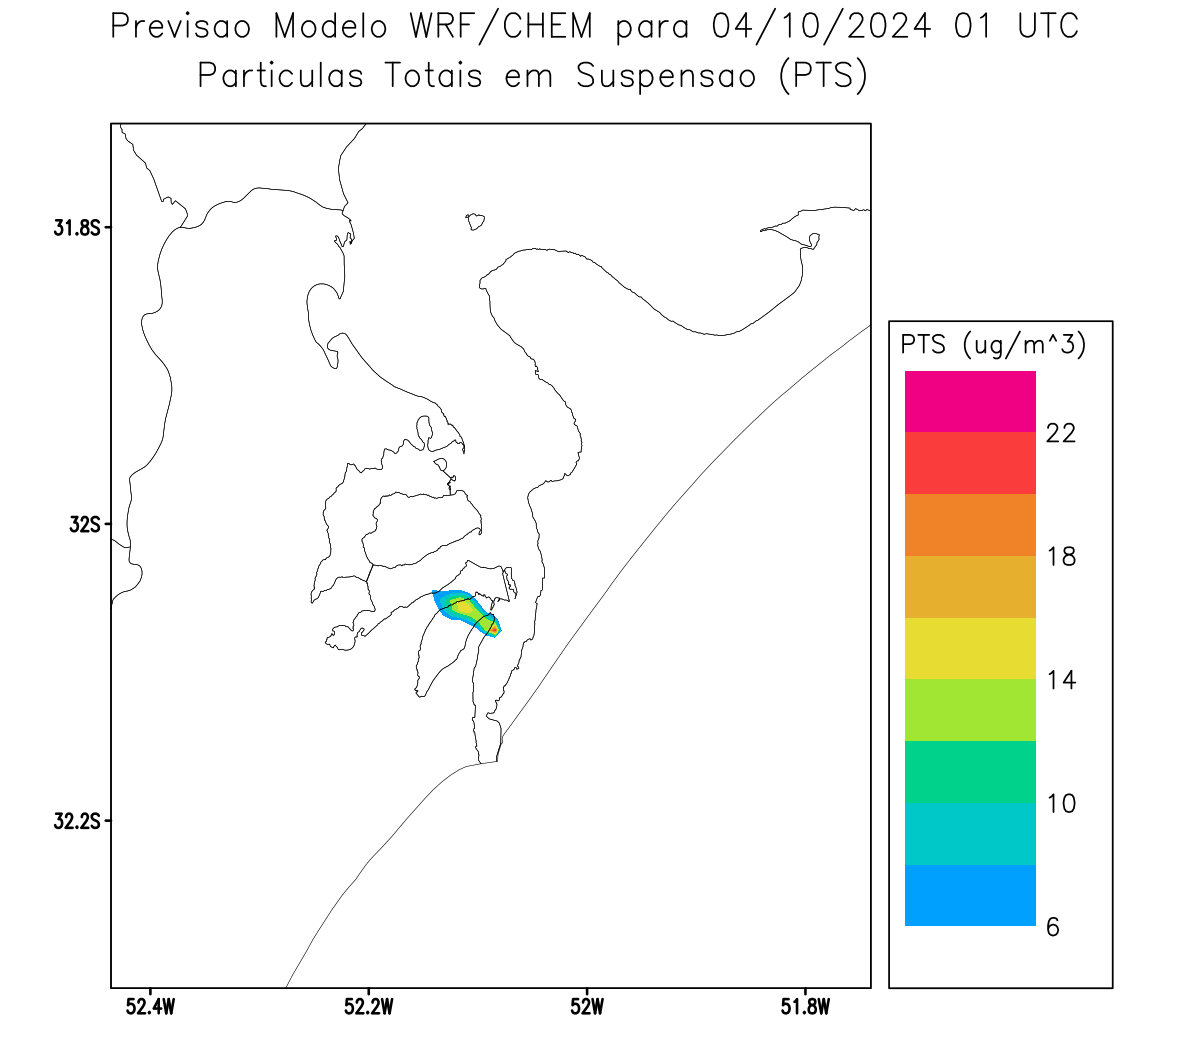 Previsao Modelo WRF/CHEM para 04/10/2024 01 UTC
Particulas Totais em Suspensao (PTS)
31.8S
32S
32.2S
52.4W 52.2W 52W 51.8W
PTS (ug/m^3)
22
18
14
10
6